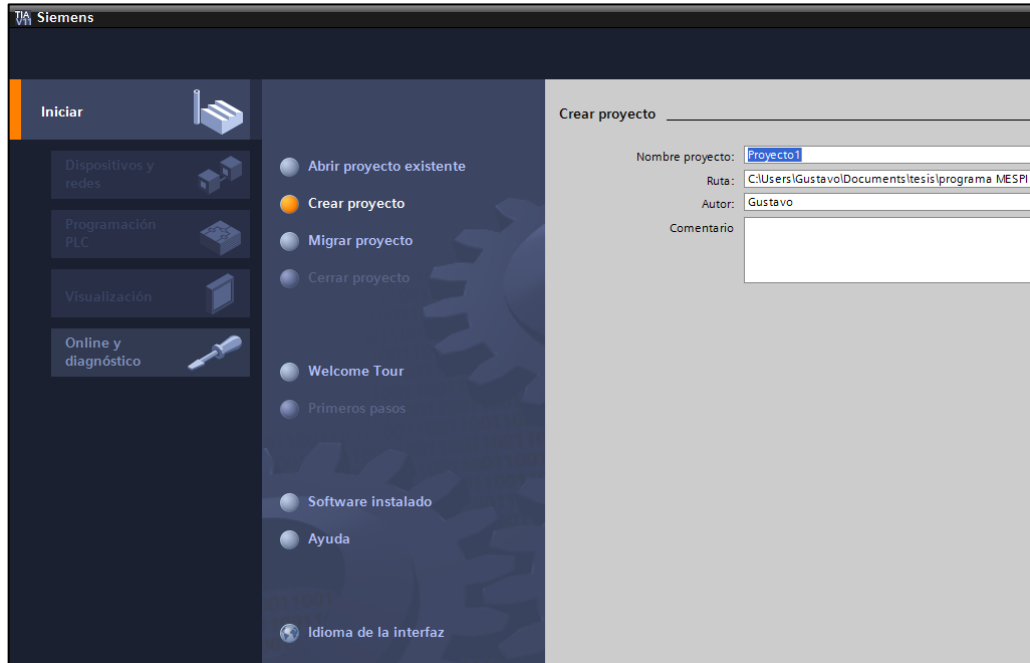 TIA V11 Siemens
Iniciar
Dispositivos y
redes
Programación
PLC
Visualización
Online y
diagnóstico
Abrir proyecto existente
Crear proyecto
Migrar proyecto
Cerrar proyecto
Welcome Tour
Primeros pasos
Software instalado
Ayuda
Idioma de la interfaz
Crear proyecto
Nombre proyecto: Proyecto1
Ruta: C:\Users\Gustavo\Documents\tesis\programa MESPI
Autor: Gustavo
Comentario